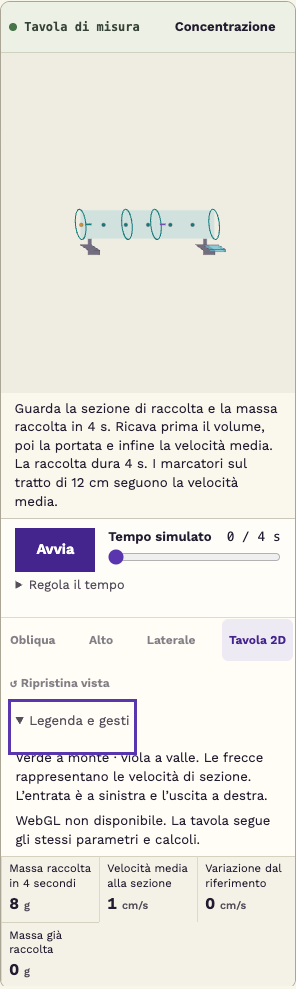 Tavola di misura Concentrazione
Guarda la sezione di raccolta e la massa
raccolta in 4 s. Ricava prima il volume,
poi la portata e infine la velocità media.
La raccolta dura 4 s. I marcatori sul
tratto di 12 cm seguono la velocità
media.
Avvia
Tempo simulato 0 / 4 s
▶ Regola il tempo
Obliqua Alto Laterale Tavola 2D
↺ Ripristina vista
▼ Legenda e gesti
Verde a monte · viola a valle. Le frecce
rappresentano le velocità di sezione.
L'entrata è a sinistra e l'uscita a destra.
WebGL non disponibile. La tavola segue
gli stessi parametri e calcoli.
Massa raccolta
in 4 secondi
8 g
Velocità media
alla sezione
1 cm/s
Variazione dal
riferimento
0 cm/s
Massa già
raccolta
0 g